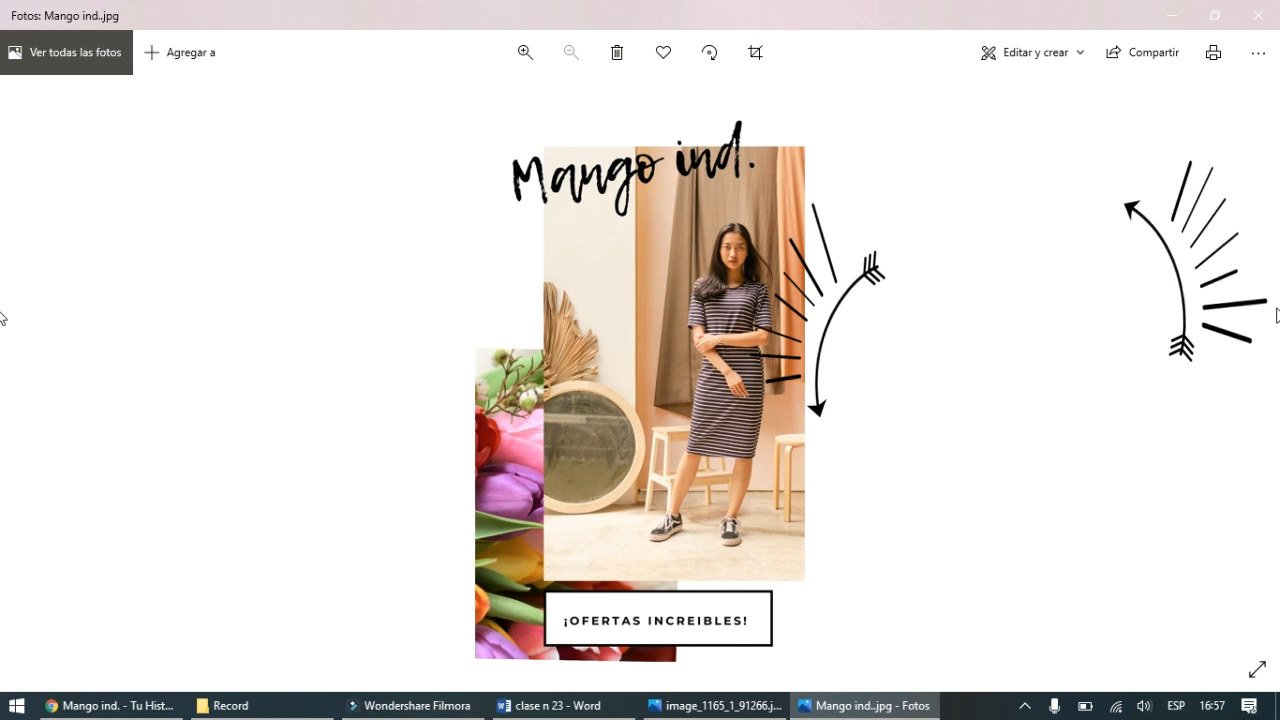 Fotos: Mango ind..jpg
Ver todas las fotos
Agregar a
Editar y crear
Compartir
Mango ind.
¡OFERTAS INCREIBLES!
Mango ind. - Tu Hist...
Record
Wondershare Filmora
clase n 23 - Word
image_1165_1_91266.j...
Mango ind..jpg - Fotos
ESP
16:57